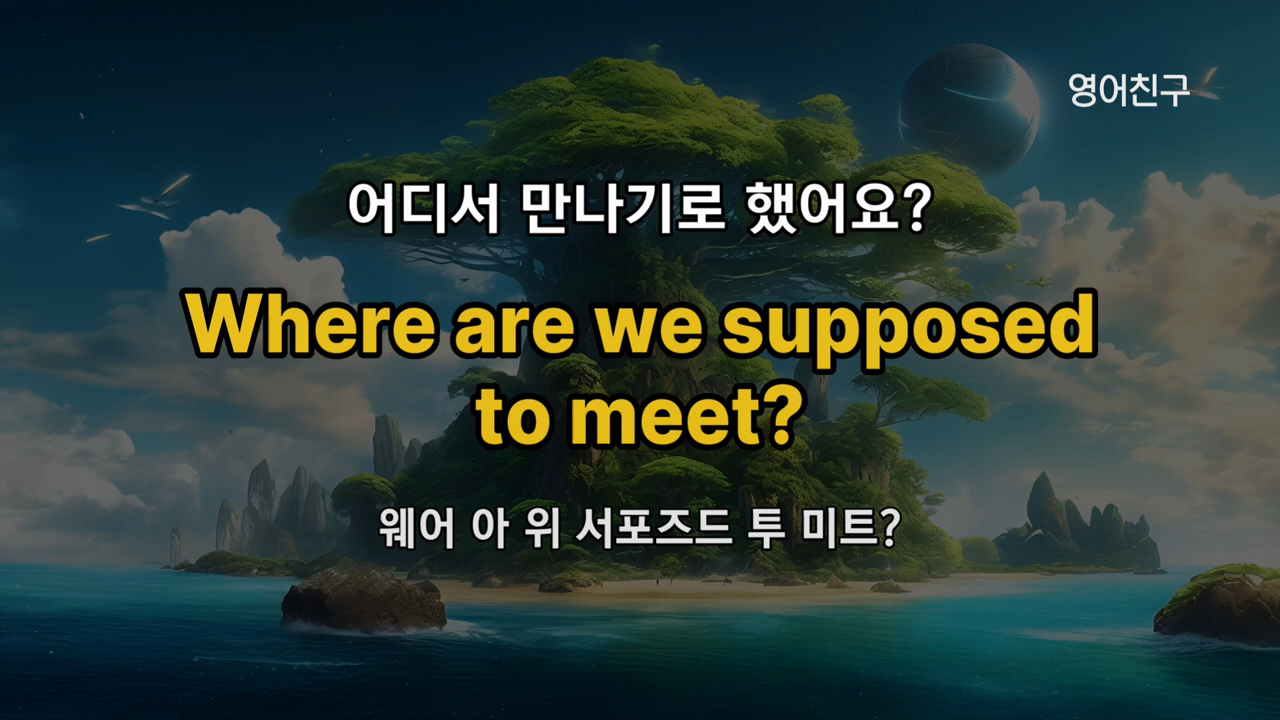 영어친구
어디서 만나기로 했어요?
Where are we supposed
to meet?
웨어 아 위 서포즈드 투 미트?